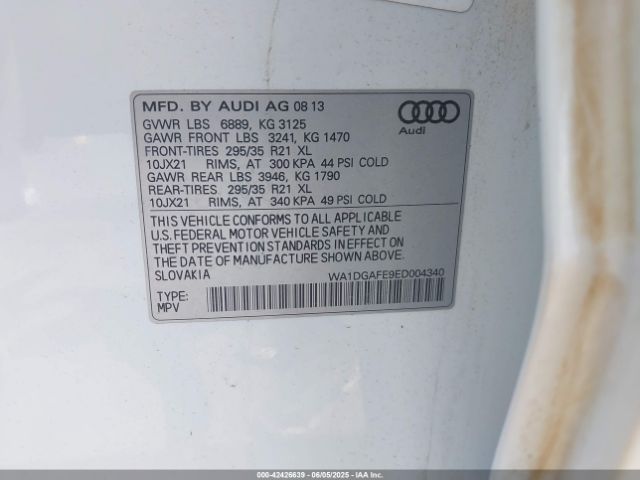 MFD. BY AUDI AG 08 13
GVWR LBS 6889, KG 3125
GAWR FRONT LBS 3241, KG 1470
FRONT-TIRES 295/35 R21 XL
10JX21 RIMS, AT 300 KPA 44 PSI COLD
GAWR REAR LBS 3946, KG 1790
REAR-TIRES 295/35 R21 XL
10JX21 RIMS, AT 340 KPA 49 PSI COLD
Audi
THIS VEHICLE CONFORMS TO ALL APPLICABLE
U.S. FEDERAL MOTOR VEHICLE SAFETY AND
THEFT PREVENTION STANDARDS IN EFFECT ON
THE DATE OF MANUFACTURE SHOWN ABOVE.
SLOVAKIA WA1DGAFE9ED004340
TYPE:
MPV
000-42426639 - 06/05/2025 - IAAI.COM